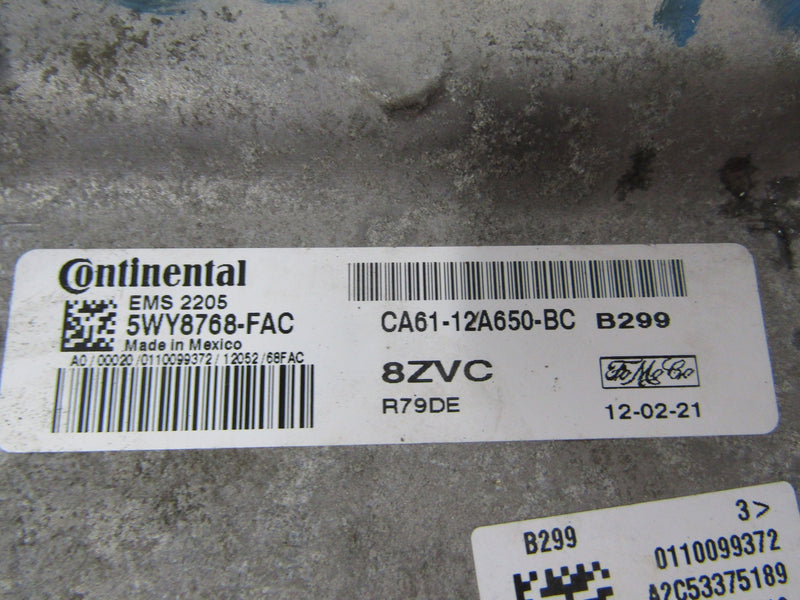 Continental
EMS 2205
5WY8768-FAC
Made in Mexico
A0/00020/0110099372/12052/68FAC
CA61-12A650-BC B299
8ZVC
R79DE
FoMoCo
12-02-21
B299
3>
0110099372
A2C53375189